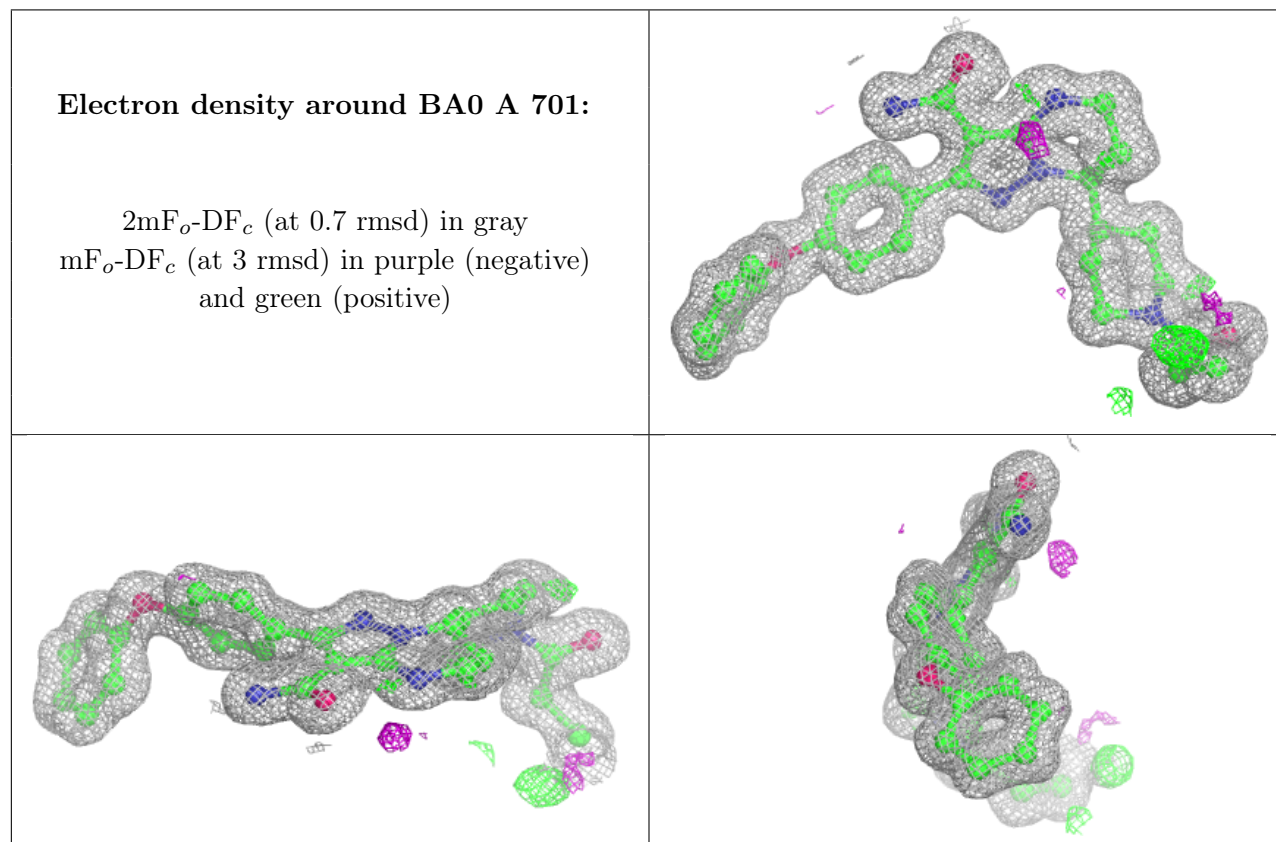 Electron density around BA0 A 701:
2mFo-DFc (at 0.7 rmsd) in gray
mFo-DFc (at 3 rmsd) in purple (negative)
and green (positive)